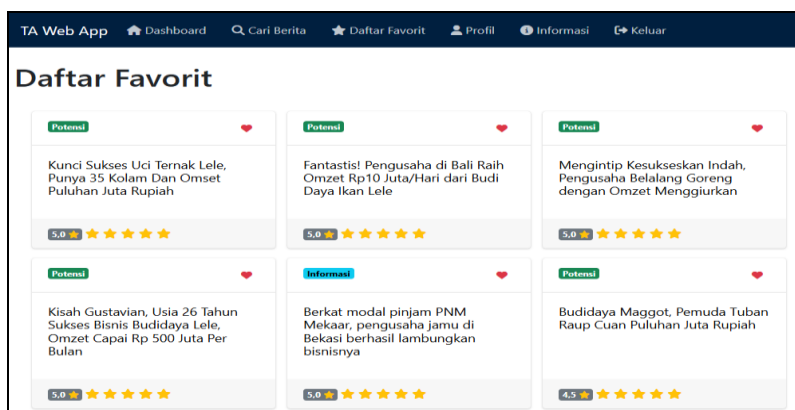 TA Web App Dashboard Cari Berita Daftar Favorit Profil Informasi Keluar
Daftar Favorit
Potensi
Kunci Sukses Uci Ternak Lele,
Punya 35 Kolam Dan Omset
Puluhan Juta Rupiah
5,0
Potensi
Fantastis! Pengusaha di Bali Raih
Omzet Rp10 Juta/Hari dari Budi
Daya Ikan Lele
5,0
Potensi
Mengintip Kesukseskan Indah,
Pengusaha Belalang Goreng
dengan Omzet Menggiurkan
5,0
Potensi
Kisah Gustavian, Usia 26 Tahun
Sukses Bisnis Budidaya Lele,
Omzet Capai Rp 500 Juta Per
Bulan
5,0
Informasi
Berkat modal pinjam PNM
Mekaar, pengusaha jamu di
Bekasi berhasil lambungkan
bisnisnya
5,0
Potensi
Budidaya Maggot, Pemuda Tuban
Raup Cuan Puluhan Juta Rupiah
4,5